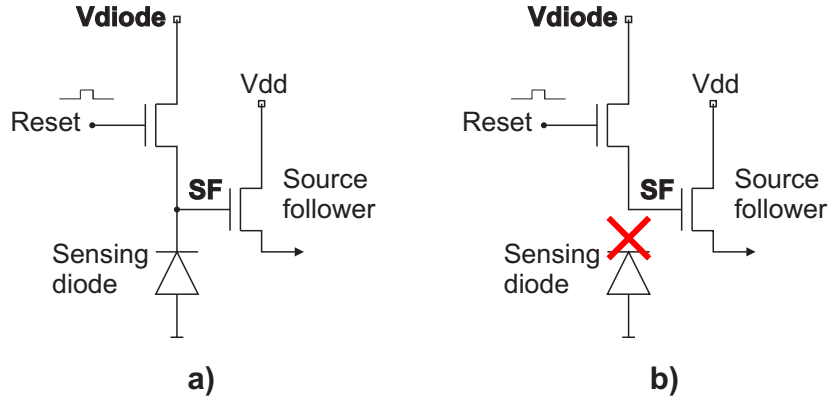 Vdiode
Vdd
Reset
SF
Source
follower
Sensing
diode
a)
Vdiode
Vdd
Reset
SF
Source
follower
Sensing
diode
b)